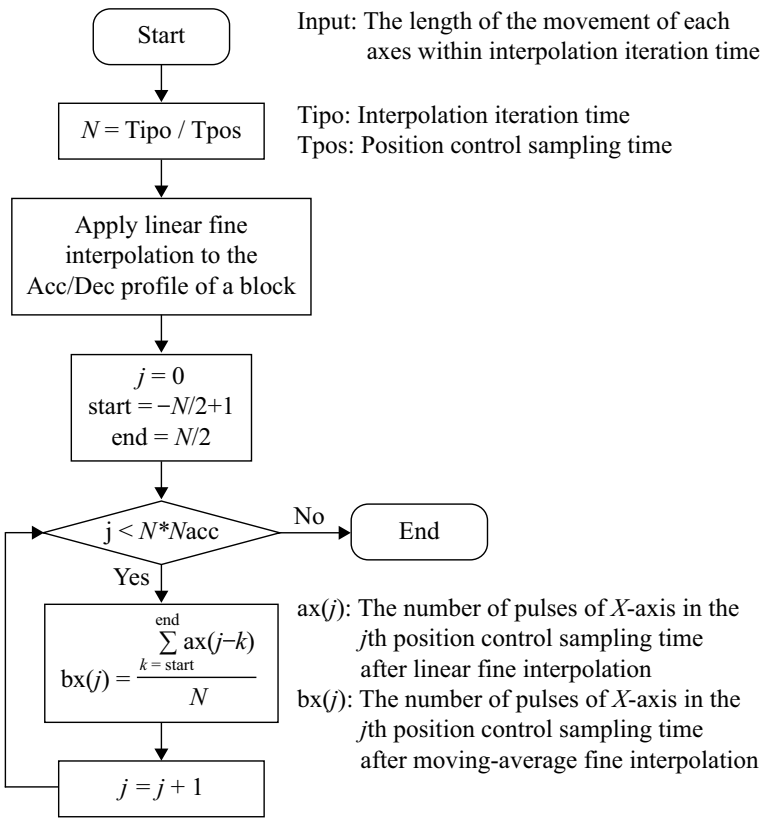 Start
Input: The length of the movement of each
axes within interpolation iteration time
N = Tipo / Tpos
Tipo: Interpolation iteration time
Tpos: Position control sampling time
Apply linear fine
interpolation to the
Acc/Dec profile of a block
j = 0
start = −N/2+1
end = N/2
j < N*Nacc
No
End
Yes
bx(j) = end Σ k = start ax(j−k) / N
ax(j): The number of pulses of X-axis in the
jth position control sampling time
after linear fine interpolation
bx(j): The number of pulses of X-axis in the
jth position control sampling time
after moving-average fine interpolation
j = j + 1